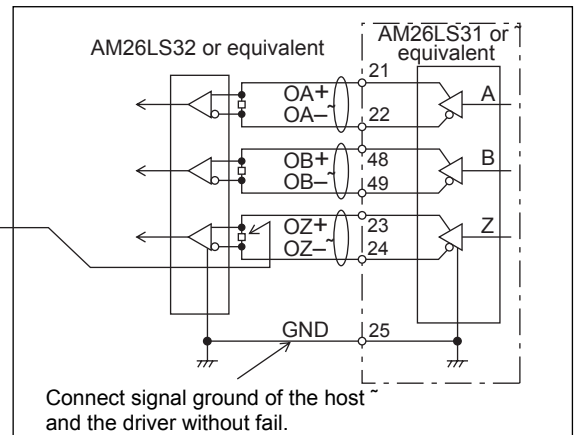 AM26LS32 or equivalent
AM26LS31 or ˜
equivalent
21
OA+
OA–˜
22
A
OB+
48
OB–
49
B
OZ+
23
OZ–˜
24
Z
GND
25
Connect signal ground of the host ˜
and the driver without fail.